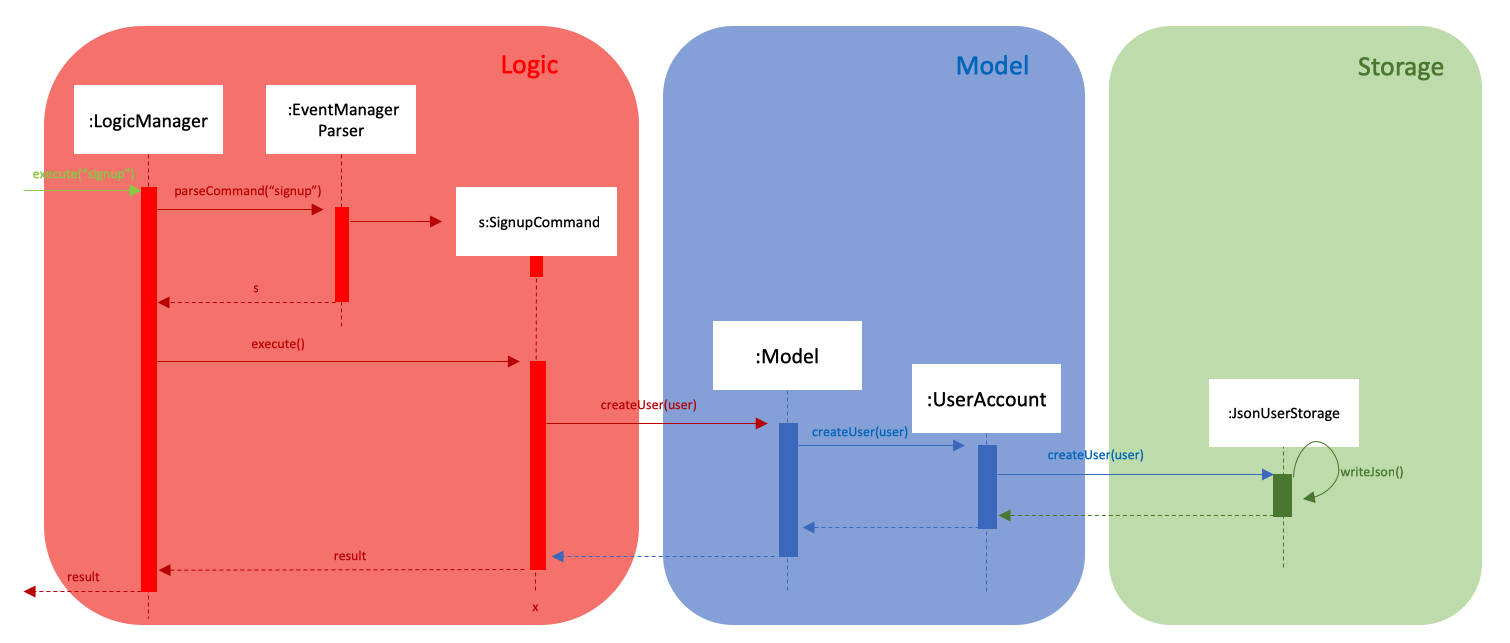 Logic
Model
Storage
:LogicManager
:EventManager
Parser
execute(“signup”)
parseCommand(“signup”)
s:SignupCommand
s
execute()
:Model
:UserAccount
:JsonUserStorage
createUser(user)
createUser(user)
createUser(user)
writeJson()
result
result
x